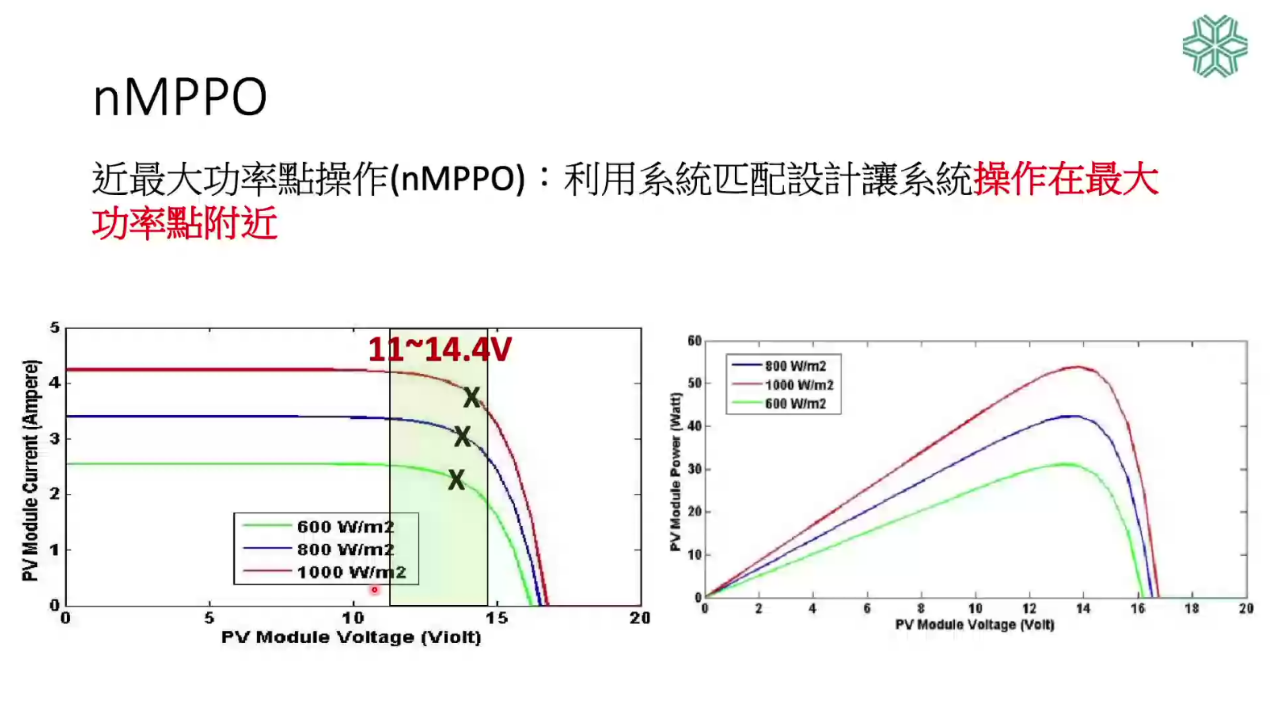 nMPPO
近最大功率點操作(nMPPO)：利用系統匹配設計讓系統操作在最大
功率點附近
11~14.4V
5
4
3
2
1
0
0
5
10
15
20
PV Module Current (Ampere)
PV Module Voltage (Violt)
600 W/m2
800 W/m2
1000 W/m2
X
X
X
60
50
40
30
20
10
0
0
2
4
6
8
10
12
14
16
18
20
PV Module Power (Watt)
PV Module Voltage (Volt)
800 W/m2
1000 W/m2
600 W/m2